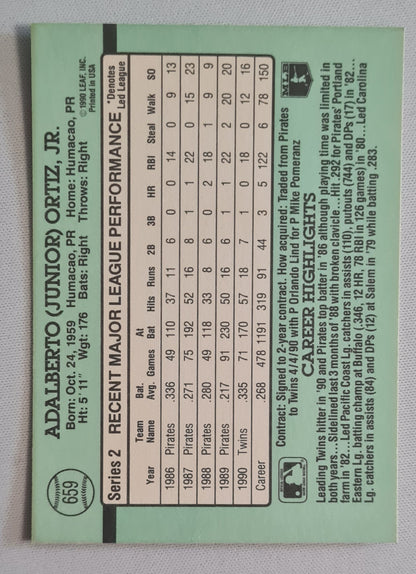 659
ADALBERTO (JUNIOR) ORTIZ, JR.
Born: Oct. 24, 1959 Humacao, PR Home: Humacao, PR
Ht: 5'11" Wgt: 176 Bats: Right Throws: Right
© 1990 LEAF, INC.
Printed in USA
Series 2 RECENT MAJOR LEAGUE PERFORMANCE *Denotes Led League
Year Team Name Bat. Avg. Games At Bat Hits Runs 2B 3B HR RBI Steal Walk SO
1986 Pirates .336 49 110 37 11 6 0 0 14 0 9 13
1987 Pirates .271 75 192 52 16 8 1 1 22 0 15 23
1988 Pirates .280 49 118 33 8 6 0 2 18 1 9 9
1989 Pirates .217 91 230 50 16 6 1 1 22 2 20 20
1990 Twins .335 71 170 57 18 7 1 0 18 0 12 16
Career .268 478 1191 319 91 44 3 5 122 6 78 150
Contract: Signed to 2-year contract. How acquired: Traded from Pirates
to Twins 4/4/90 with P Orlando Lind for P Mike Pomeranz
CAREER HIGHLIGHTS
MLB
Leading Twins hitter in '90 and Pirates top batter in '86 although playing time was limited in
both years...Sidelined last 3 months of '88 with broken clavicle...Hit .292 for Pirates' Portland
farm in '82...Led Pacific Coast Lg. catchers in assists (110), putouts (744) and DPs (7) in '82...
Eastern Lg. batting champ at Buffalo (.346, 12 HR, 78 RBI in 126 games) in '80...Led Carolina
Lg. catchers in assists (84) and DPs (12) at Salem in '79 while batting .283.